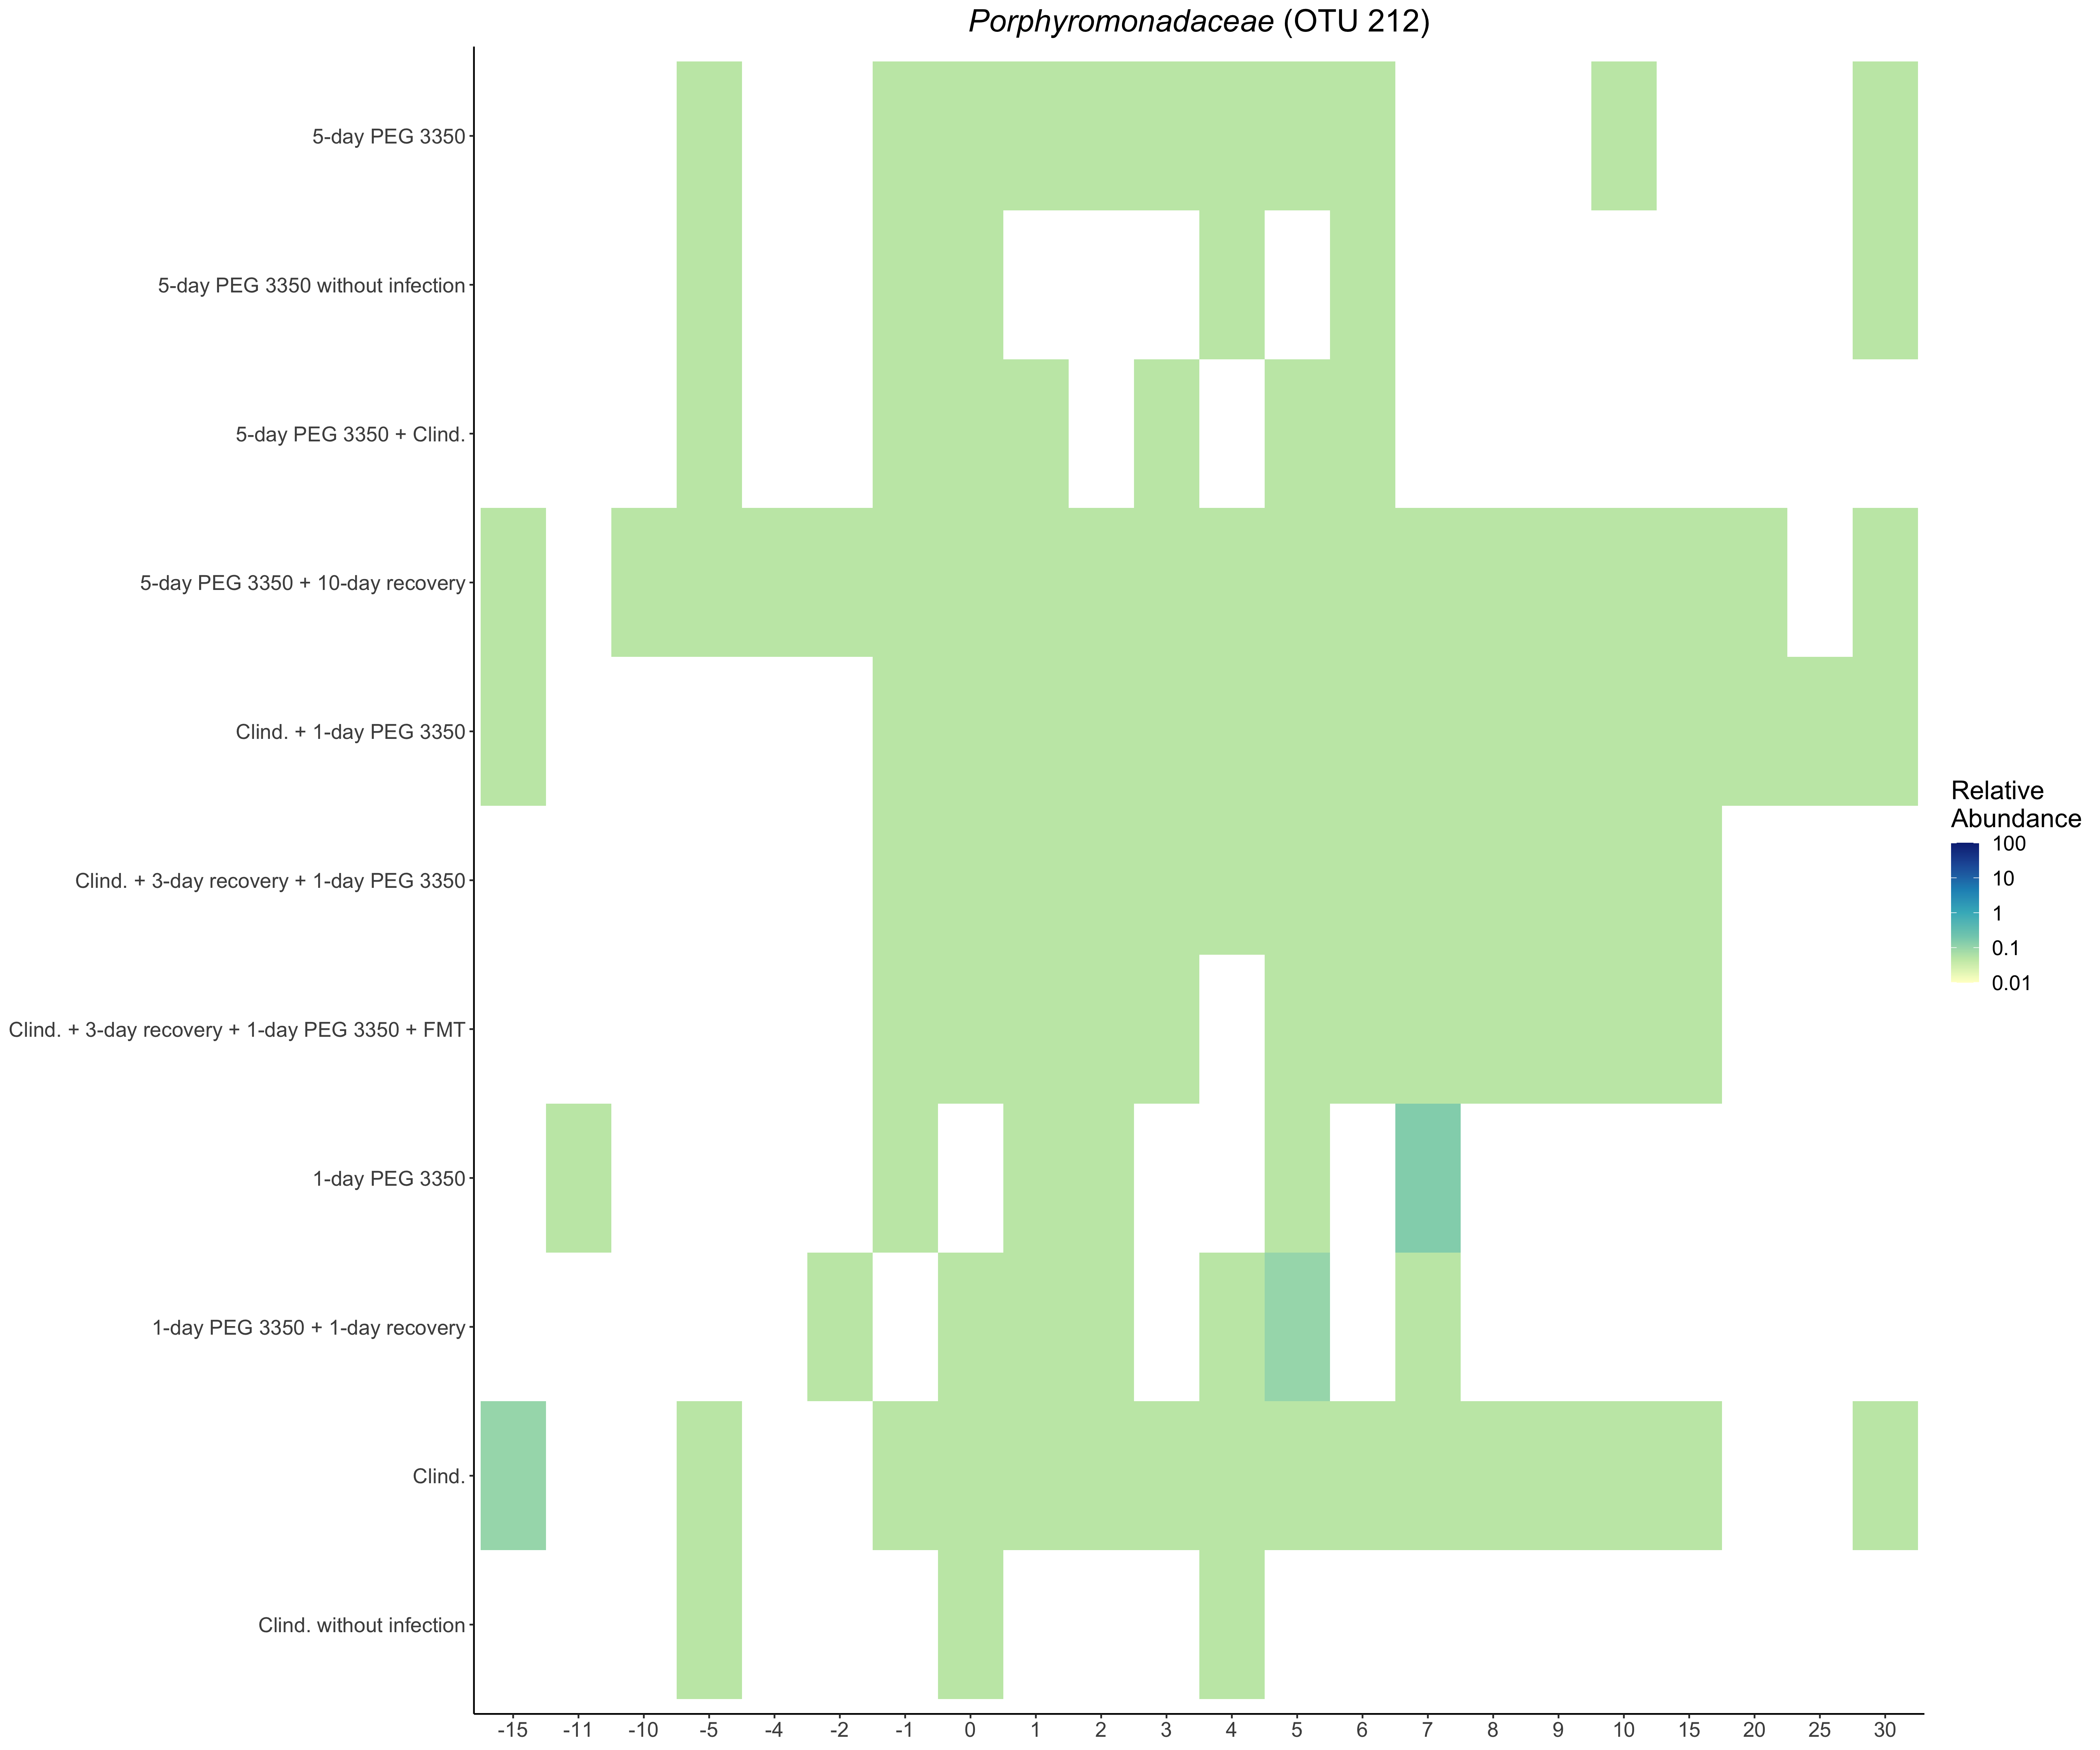 Porphyromonadaceae (OTU 212)
5-day PEG 3350
5-day PEG 3350 without infection
5-day PEG 3350 + Clind.
5-day PEG 3350 + 10-day recovery
Clind. + 1-day PEG 3350
Clind. + 3-day recovery + 1-day PEG 3350
Clind. + 3-day recovery + 1-day PEG 3350 + FMT
1-day PEG 3350
1-day PEG 3350 + 1-day recovery
Clind.
Clind. without infection
-15 -11 -10 -5 -4 -2 -1 0 1 2 3 4 5 6 7 8 9 10 15 20 25 30
Relative
Abundance
100
10
1
0.1
0.01